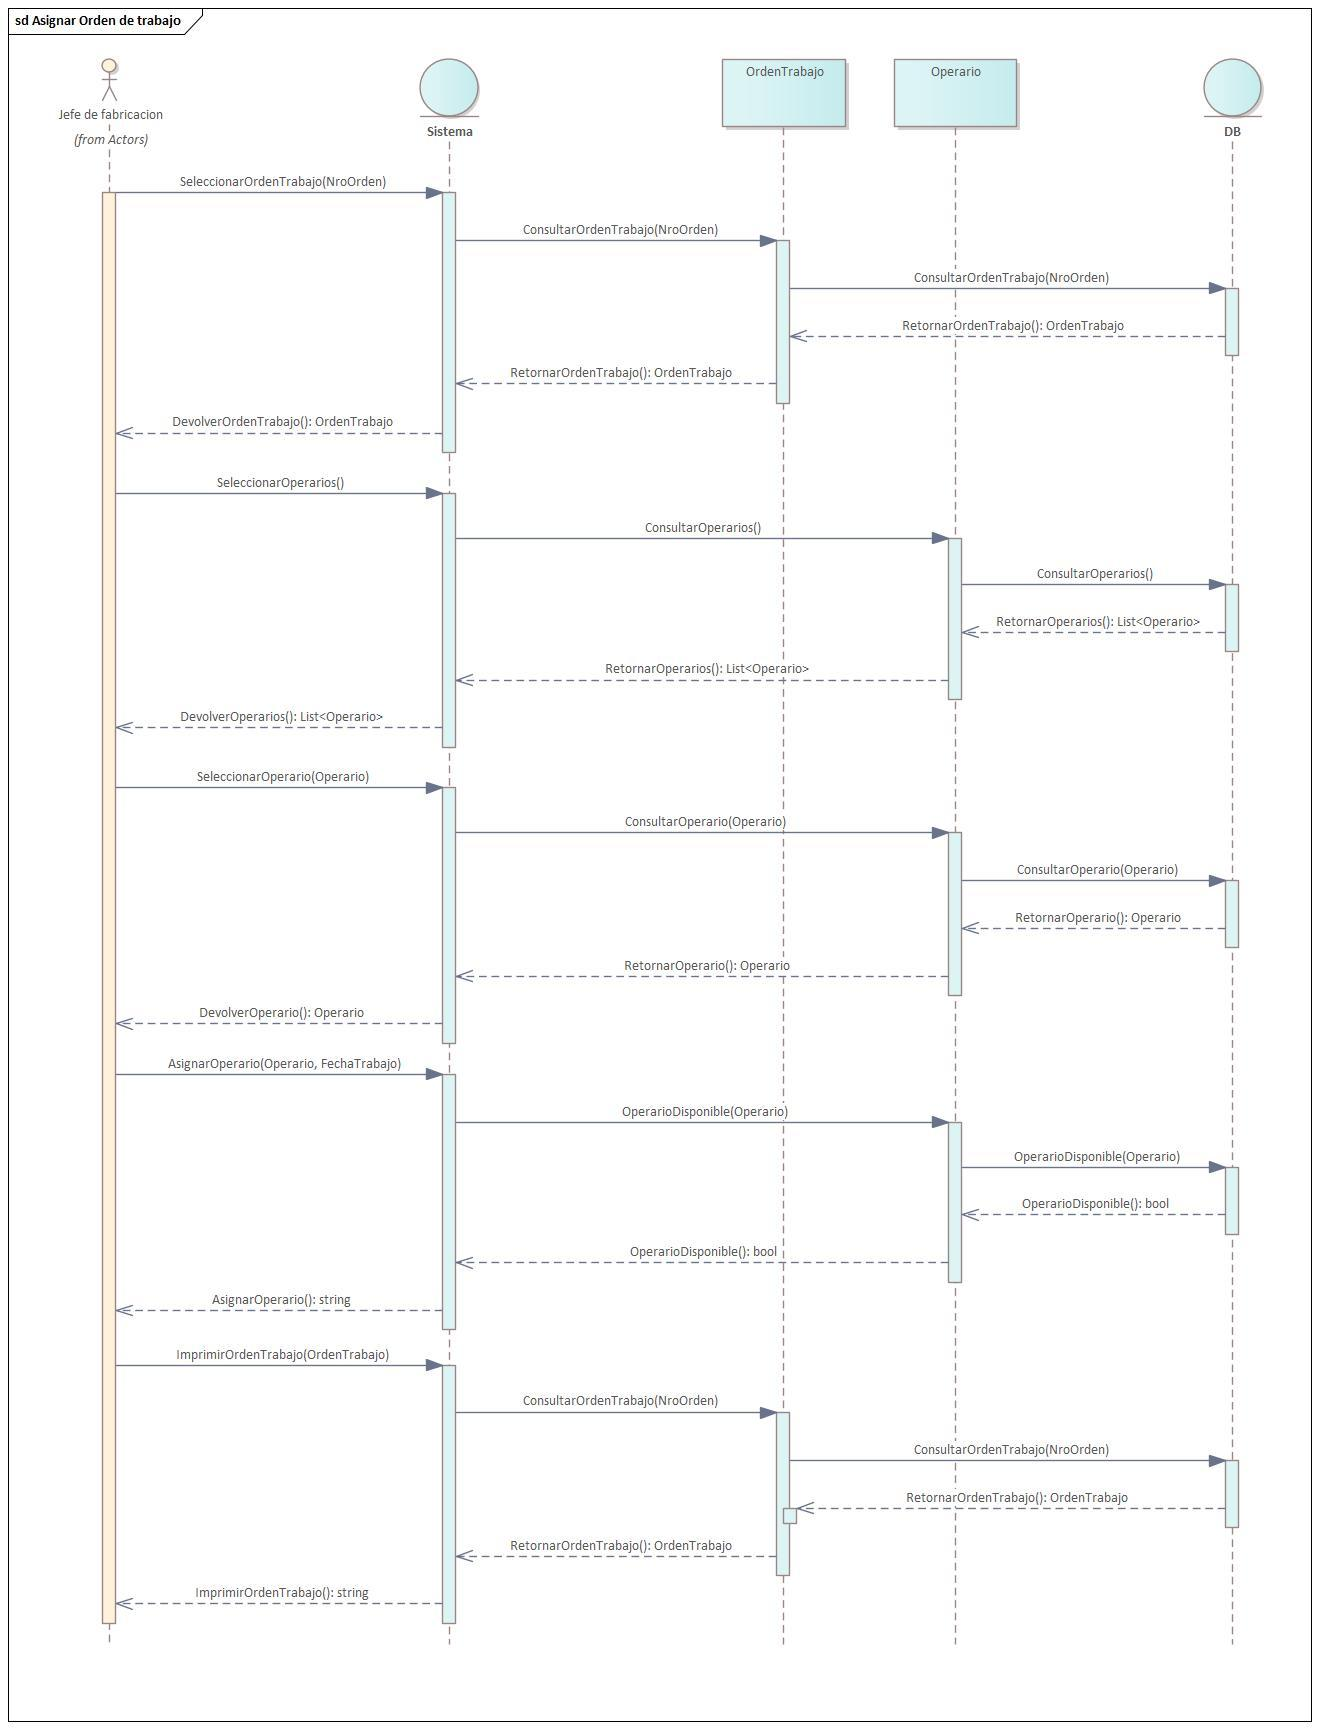 sd Asignar Orden de trabajo
Jefe de fabricacion
(from Actors)
Sistema
OrdenTrabajo
Operario
DB
SeleccionarOrdenTrabajo(NroOrden)
ConsultarOrdenTrabajo(NroOrden)
ConsultarOrdenTrabajo(NroOrden)
RetornarOrdenTrabajo(): OrdenTrabajo
RetornarOrdenTrabajo(): OrdenTrabajo
DevolverOrdenTrabajo(): OrdenTrabajo
SeleccionarOperarios()
ConsultarOperarios()
ConsultarOperarios()
RetornarOperarios(): List<Operario>
RetornarOperarios(): List<Operario>
DevolverOperarios(): List<Operario>
SeleccionarOperario(Operario)
ConsultarOperario(Operario)
ConsultarOperario(Operario)
RetornarOperario(): Operario
RetornarOperario(): Operario
DevolverOperario(): Operario
AsignarOperario(Operario, FechaTrabajo)
OperarioDisponible(Operario)
OperarioDisponible(Operario)
OperarioDisponible(): bool
OperarioDisponible(): bool
AsignarOperario(): string
ImprimirOrdenTrabajo(OrdenTrabajo)
ConsultarOrdenTrabajo(NroOrden)
ConsultarOrdenTrabajo(NroOrden)
RetornarOrdenTrabajo(): OrdenTrabajo
RetornarOrdenTrabajo(): OrdenTrabajo
ImprimirOrdenTrabajo(): string